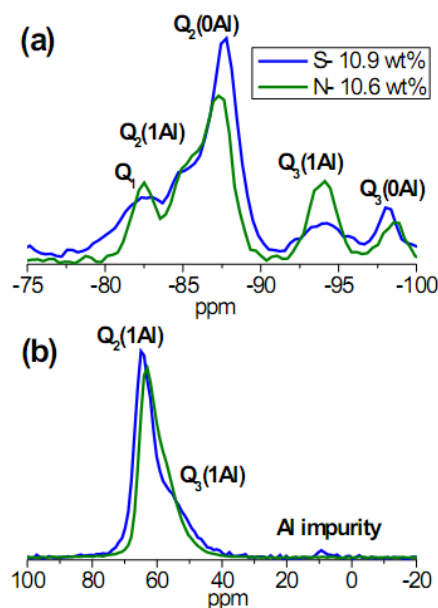 (a)
Q₂(0Al)
S- 10.9 wt%
N- 10.6 wt%
Q₂(1Al)
Q₁
Q₃(1Al)
Q₃(0Al)
-75 -80 -85 -90 -95 -100
ppm
(b)
Q₂(1Al)
Q₃(1Al)
Al impurity
100 80 60 40 20 0 -20
ppm